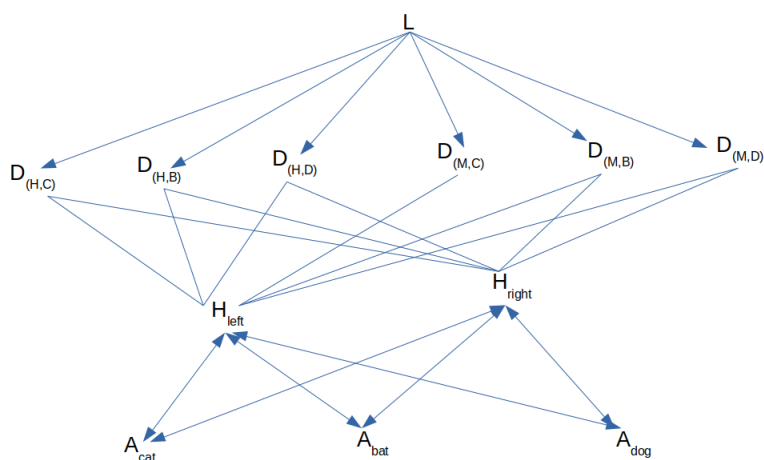 L
D(H,C)
D(H,B)
D(H,D)
D(M,C)
D(M,B)
D(M,D)
Hleft
Hright
Acat
Abat
Adog